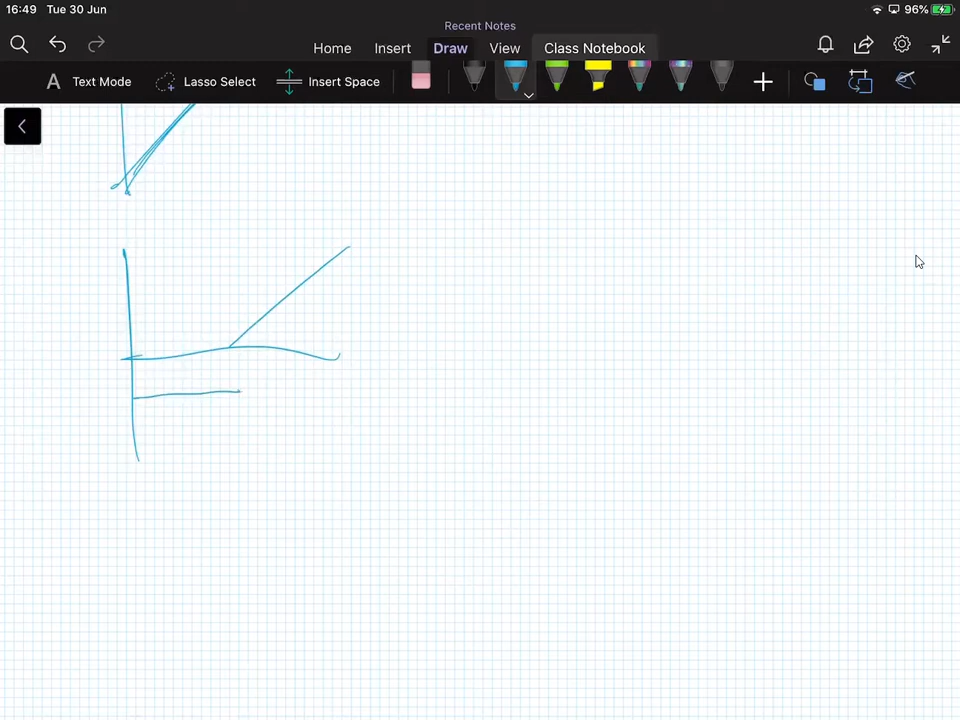 16:49 Tue 30 Jun 96%
Recent Notes
Home Insert Draw View Class Notebook
Text Mode Lasso Select Insert Space